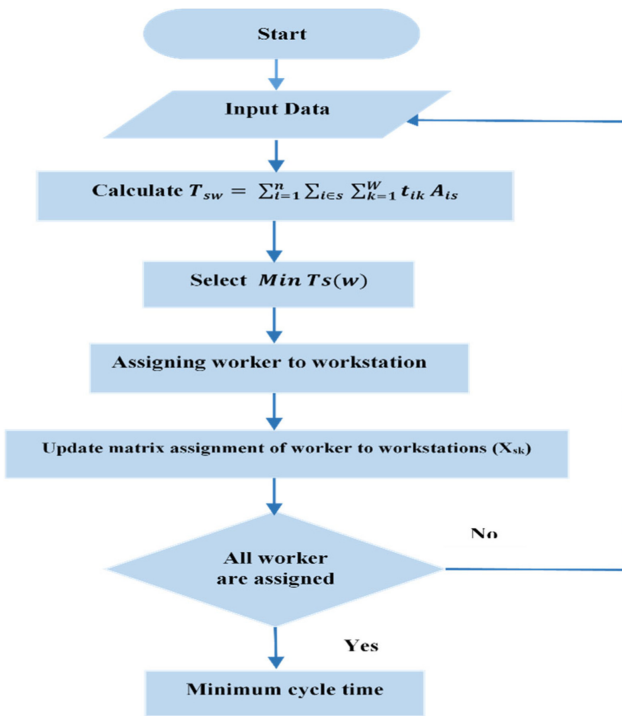 Start
Input Data
Calculate T_sw = ∑_{i=1}^{n} ∑_{i∈s} ∑_{k=1}^{W} t_ik A_is
Select Min Ts(w)
Assigning worker to workstation
Update matrix assignment of worker to workstations (X_sk)
All worker
are assigned
No
Yes
Minimum cycle time